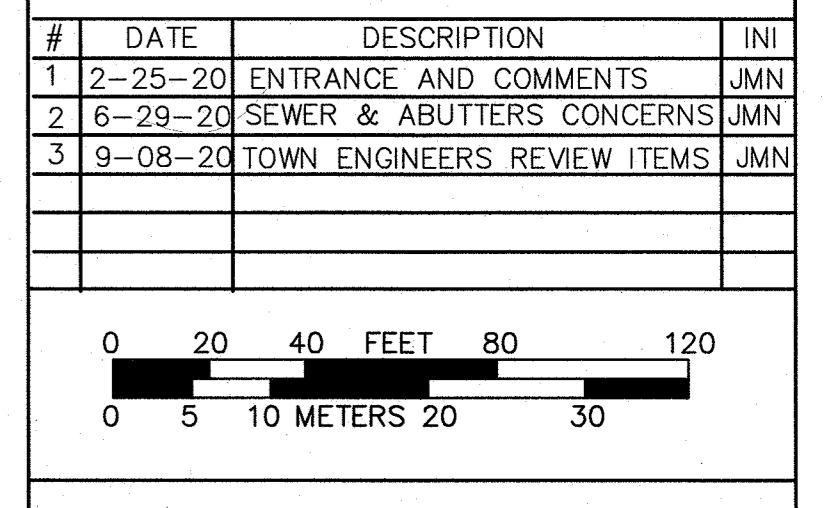 # DATE DESCRIPTION INI
1 2-25-20 ENTRANCE AND COMMENTS JMN
2 6-29-20 SEWER & ABUTTERS CONCERNS JMN
3 9-08-20 TOWN ENGINEERS REVIEW ITEMS JMN
0 20 40 FEET 80 120
0 5 10 METERS 20 30